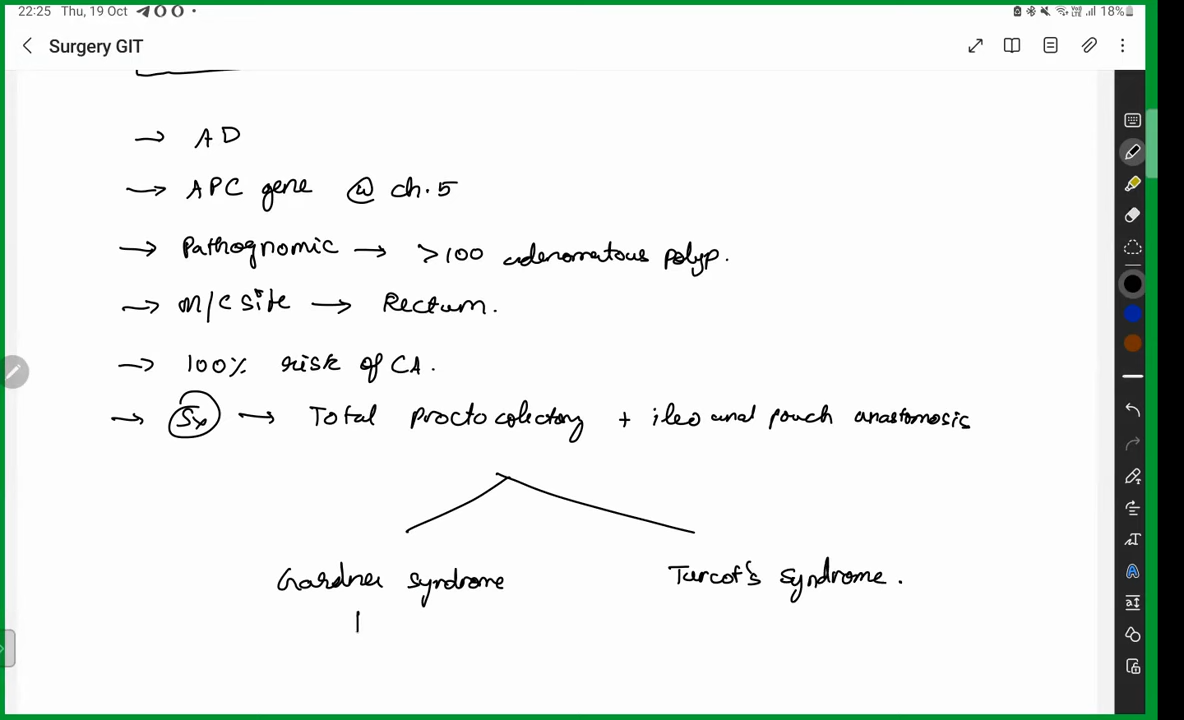 22:25 Thu, 19 Oct
18%
Surgery GIT
→ AD
→ APC gene @ ch. 5
→ Pathognomic → >100 adenomatous polyp.
→ M/C site → Rectum.
→ 100% risk of CA.
→ Sx → Total Proctocolectomy + ileo anal pouch anastomosis
Gardner syndrome Turcot's syndrome.